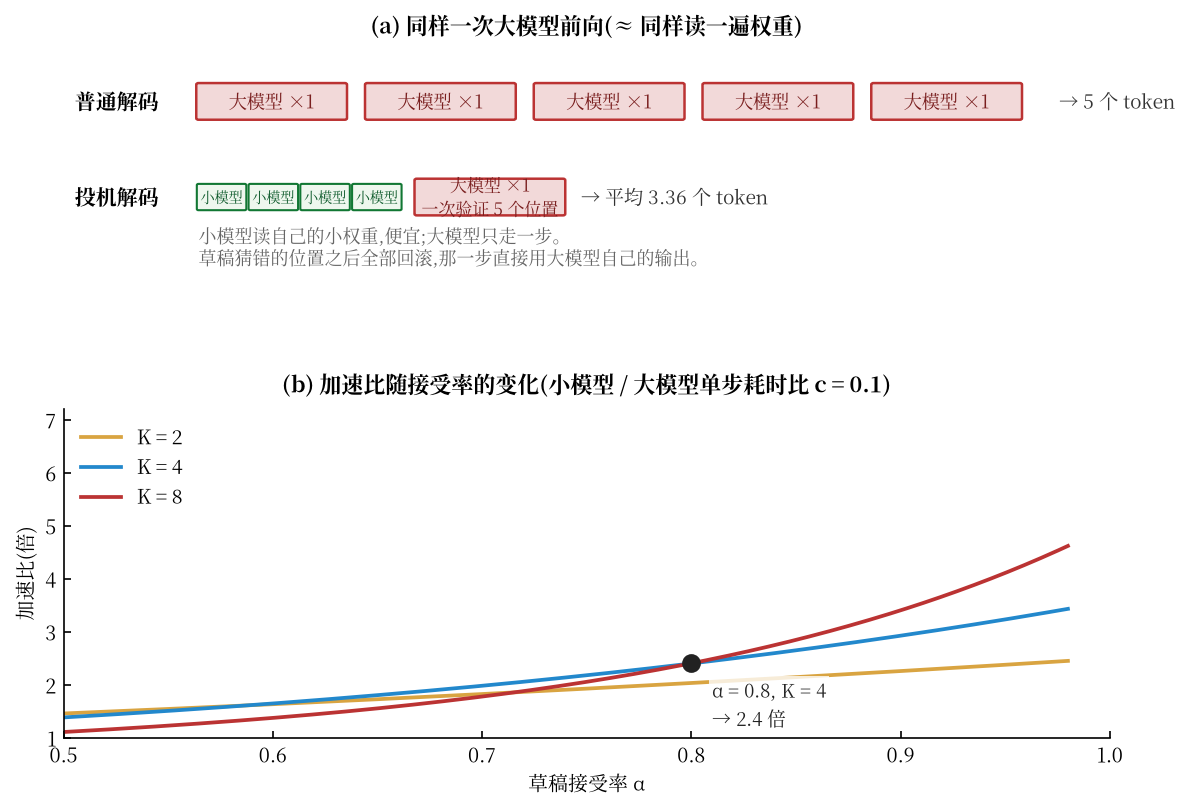 (a) 同样一次大模型前向(≈ 同样读一遍权重)
普通解码
大模型 ×1
大模型 ×1
大模型 ×1
大模型 ×1
大模型 ×1
→ 5 个 token
投机解码
小模型
小模型
小模型
小模型
大模型 ×1
一次验证 5 个位置
→ 平均 3.36 个 token
小模型读自己的小权重,便宜;大模型只走一步。
草稿猜错的位置之后全部回滚,那一步直接用大模型自己的输出。
(b) 加速比随接受率的变化(小模型 / 大模型单步耗时比 c = 0.1)
加速比(倍)
7
6
5
4
3
2
1
K = 2
K = 4
K = 8
α = 0.8, K = 4
→ 2.4 倍
0.5
0.6
0.7
0.8
0.9
1.0
草稿接受率 α